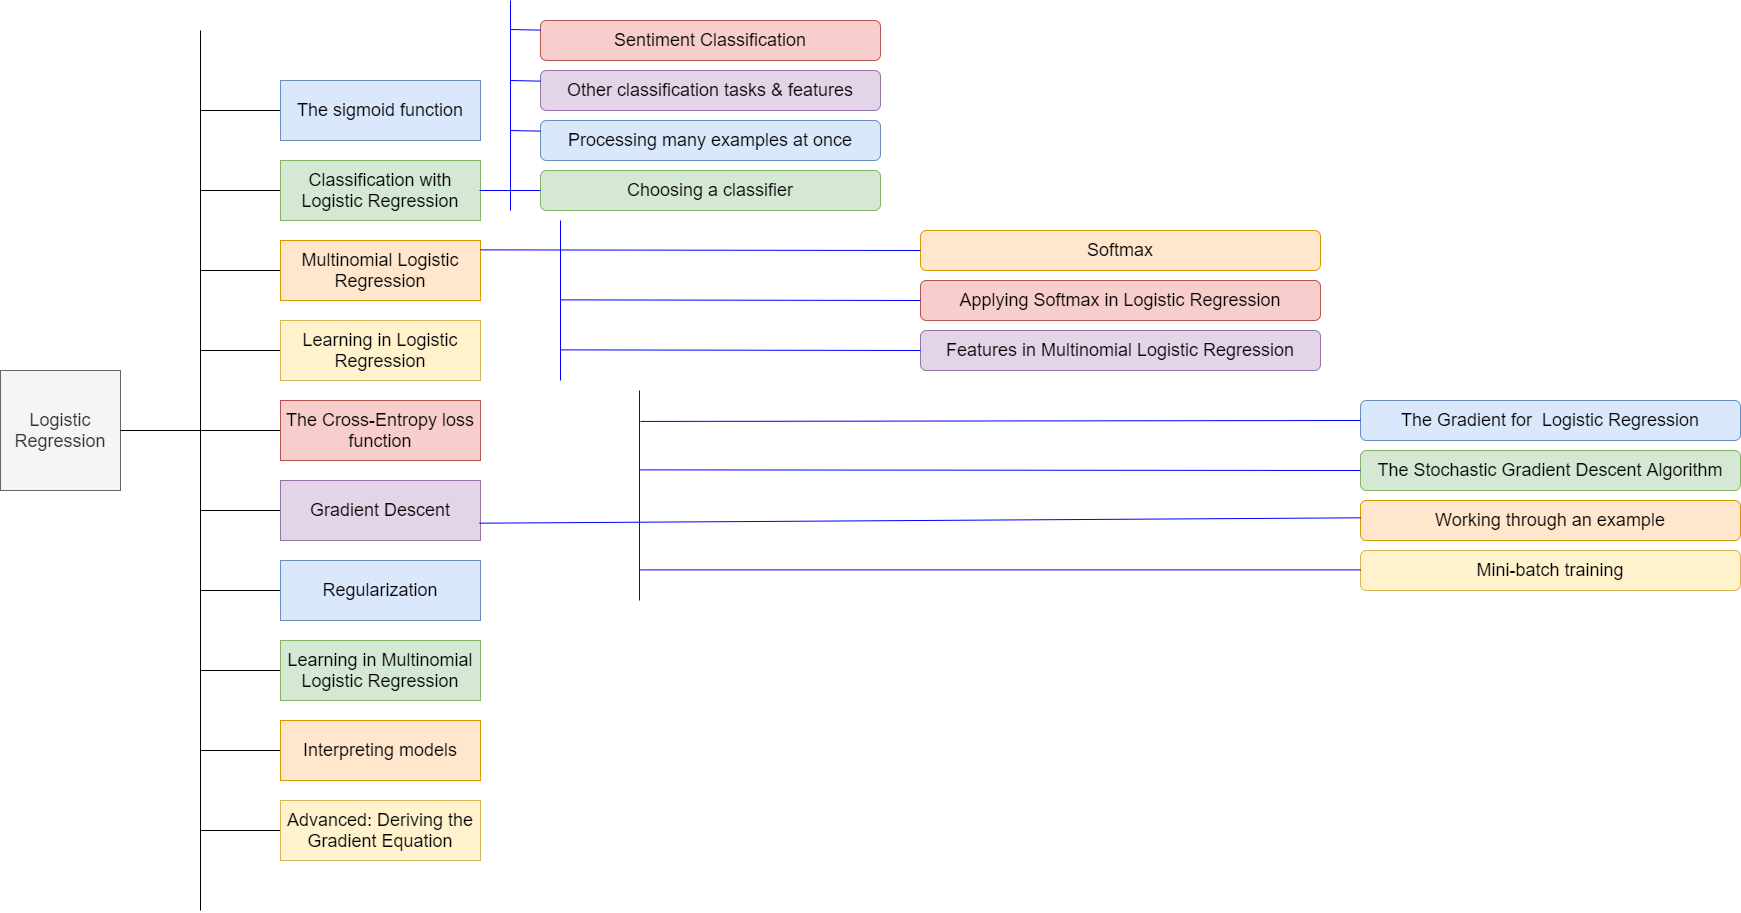 Logistic
Regression
The sigmoid function
Classification with
Logistic Regression
Sentiment Classification
Other classification tasks & features
Processing many examples at once
Choosing a classifier
Multinomial Logistic
Regression
Softmax
Applying Softmax in Logistic Regression
Features in Multinomial Logistic Regression
Learning in Logistic
Regression
The Cross-Entropy loss
function
Gradient Descent
The Gradient for  Logistic Regression
The Stochastic Gradient Descent Algorithm
Working through an example
Mini-batch training
Regularization
Learning in Multinomial
Logistic Regression
Interpreting models
Advanced: Deriving the
Gradient Equation